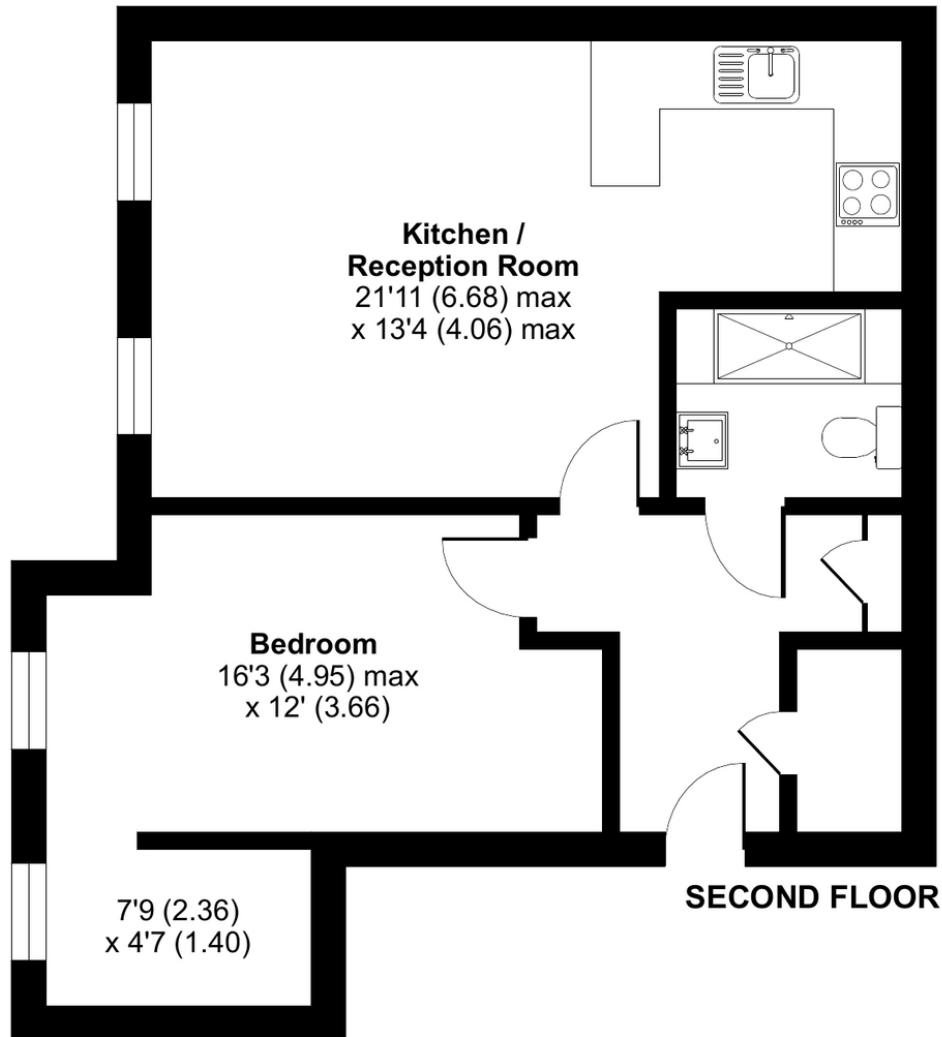 Kitchen /
Reception Room
21'11 (6.68) max
x 13'4 (4.06) max
Bedroom
16'3 (4.95) max
x 12' (3.66)
7'9 (2.36)
x 4'7 (1.40)
SECOND FLOOR